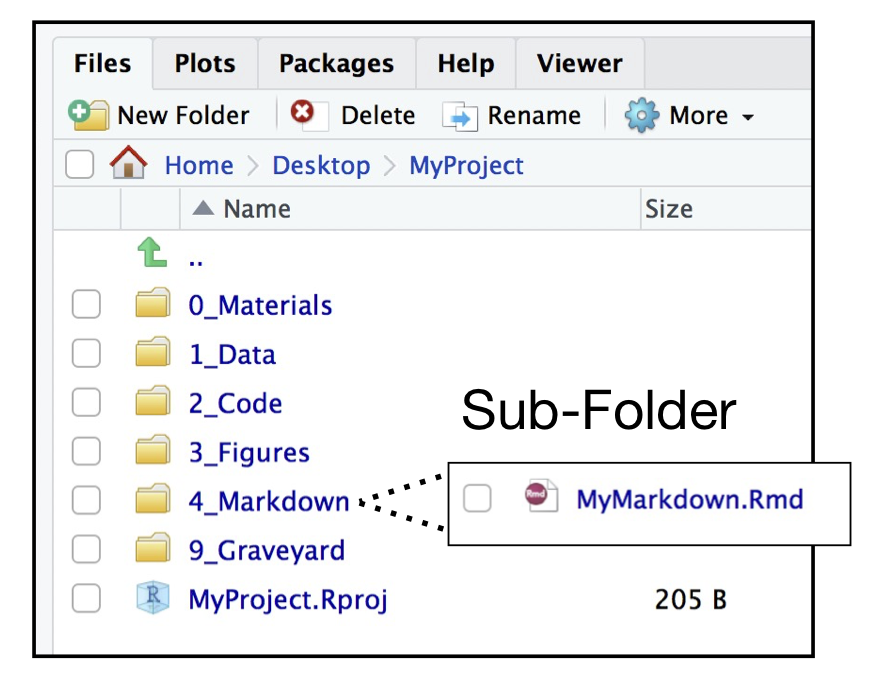 Files Plots Packages Help Viewer
New Folder Delete Rename More
Home Desktop MyProject
Name Size
..
0_Materials
1_Data
2_Code
Sub-Folder
3_Figures
4_Markdown
Rmd MyMarkdown.Rmd
9_Graveyard
R MyProject.Rproj 205 B